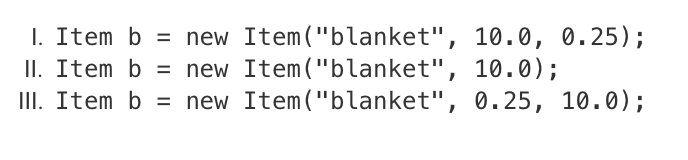 I. Item b = new Item("blanket", 10.0, 0.25);
II. Item b = new Item("blanket", 10.0);
III. Item b = new Item("blanket", 0.25, 10.0);